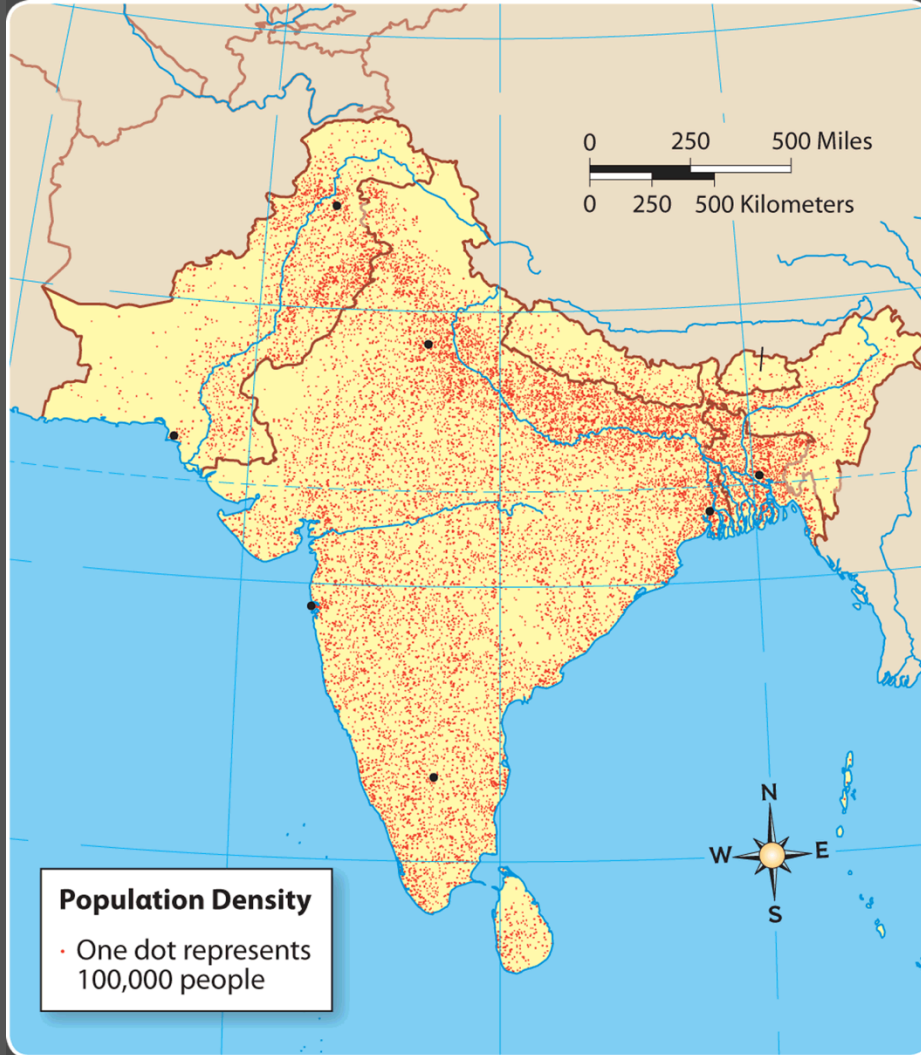 0 250 500 Miles
0 250 500 Kilometers
N
W E
S
Population Density
One dot represents
100,000 people